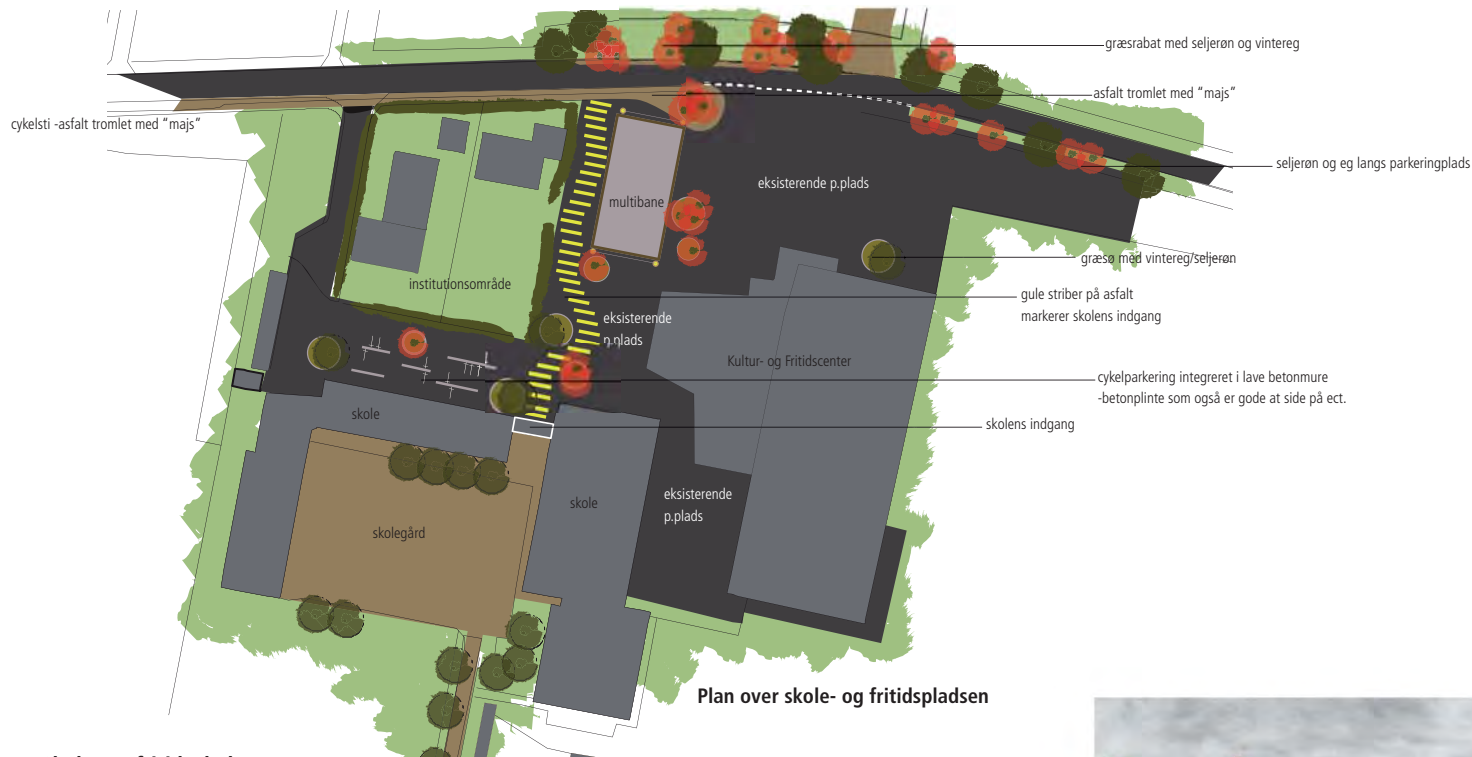 græsrabat med seljerøn og vintereg
asfalt tromlet med “majs“
cykelsti -asfalt tromlet med “majs“
seljerøn og eg langs parkeringplads
eksisterende p.plads
multibane
græsø med vintereg/seljerøn
institutionsområde
gule striber på asfalt
markerer skolens indgang
eksisterende
p.plads
Kultur- og Fritidscenter
cykelparkering integreret i lave betonmure
-betonplinte som også er gode at side på ect.
skole
skolens indgang
eksisterende
p.plads
skole
skolegård
Plan over skole- og fritidspladsen